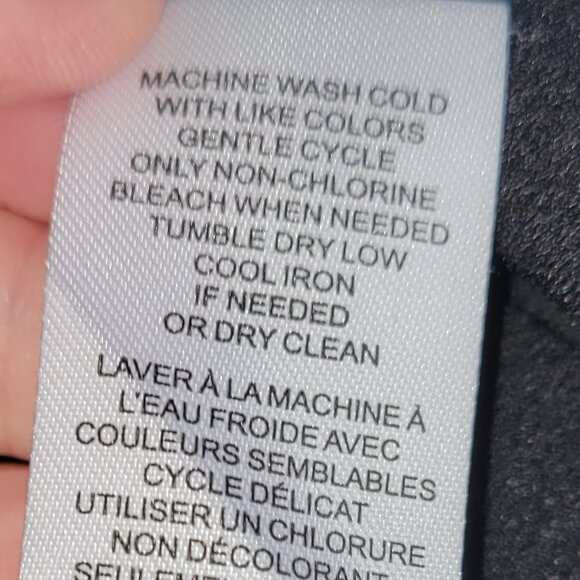 MACHINE WASH COLD
WITH LIKE COLORS
GENTLE CYCLE
ONLY NON-CHLORINE
BLEACH WHEN NEEDED
TUMBLE DRY LOW
COOL IRON
IF NEEDED
OR DRY CLEAN
LAVER À LA MACHINE À
L'EAU FROIDE AVEC
COULEURS SEMBLABLES
CYCLE DÉLICAT
UTILISER UN CHLORURE
NON DÉCOLORANT